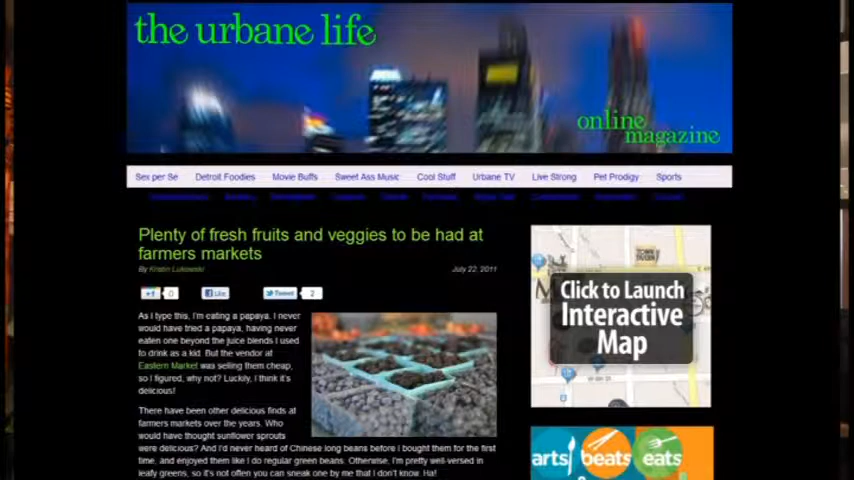 the urbane life
online
magazine
Sex per Se Detroit Foodies Movie Buffs Sweet Ass Music Cool Stuff Urbane TV Live Strong Pet Prodigy Sports
Plenty of fresh fruits and veggies to be had at
farmers markets
By Kristin Lukowski July 22, 2011
+1 0 Like Tweet 2
As I type this, I'm eating a papaya. I never
would have tried a papaya, having never
eaten one beyond the juice blends I used
to drink as a kid. But the vendor at
Eastern Market was selling them cheap,
so I figured, why not? Luckily, I think it's
delicious!
There have been other delicious finds at
farmers markets over the years. Who
would have thought sunflower sprouts
were delicious? And I'd never heard of Chinese long beans before I bought them for the first
time, and enjoyed them like I do regular green beans. Otherwise, I'm pretty well-versed in
leafy greens, so it's not often you can sneak one by me that I don't know. Ha!
Click to Launch
Interactive
Map
arts beats eats
&